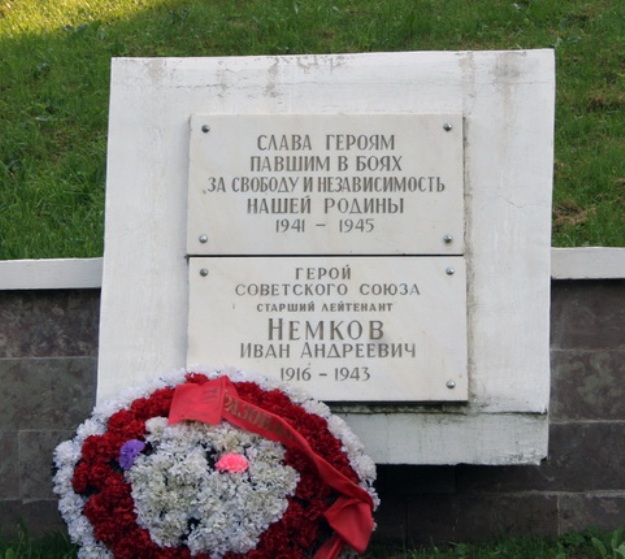 СЛАВА ГЕРОЯМ
ПАВШИМ В БОЯХ
ЗА СВОБОДУ И НЕЗАВИСИМОСТЬ
НАШЕЙ РОДИНЫ
1941 – 1945
ГЕРОЙ
СОВЕТСКОГО СОЮЗА
СТАРШИЙ ЛЕЙТЕНАНТ
НЕМКОВ
ИВАН АНДРЕЕВИЧ
1916 – 1943